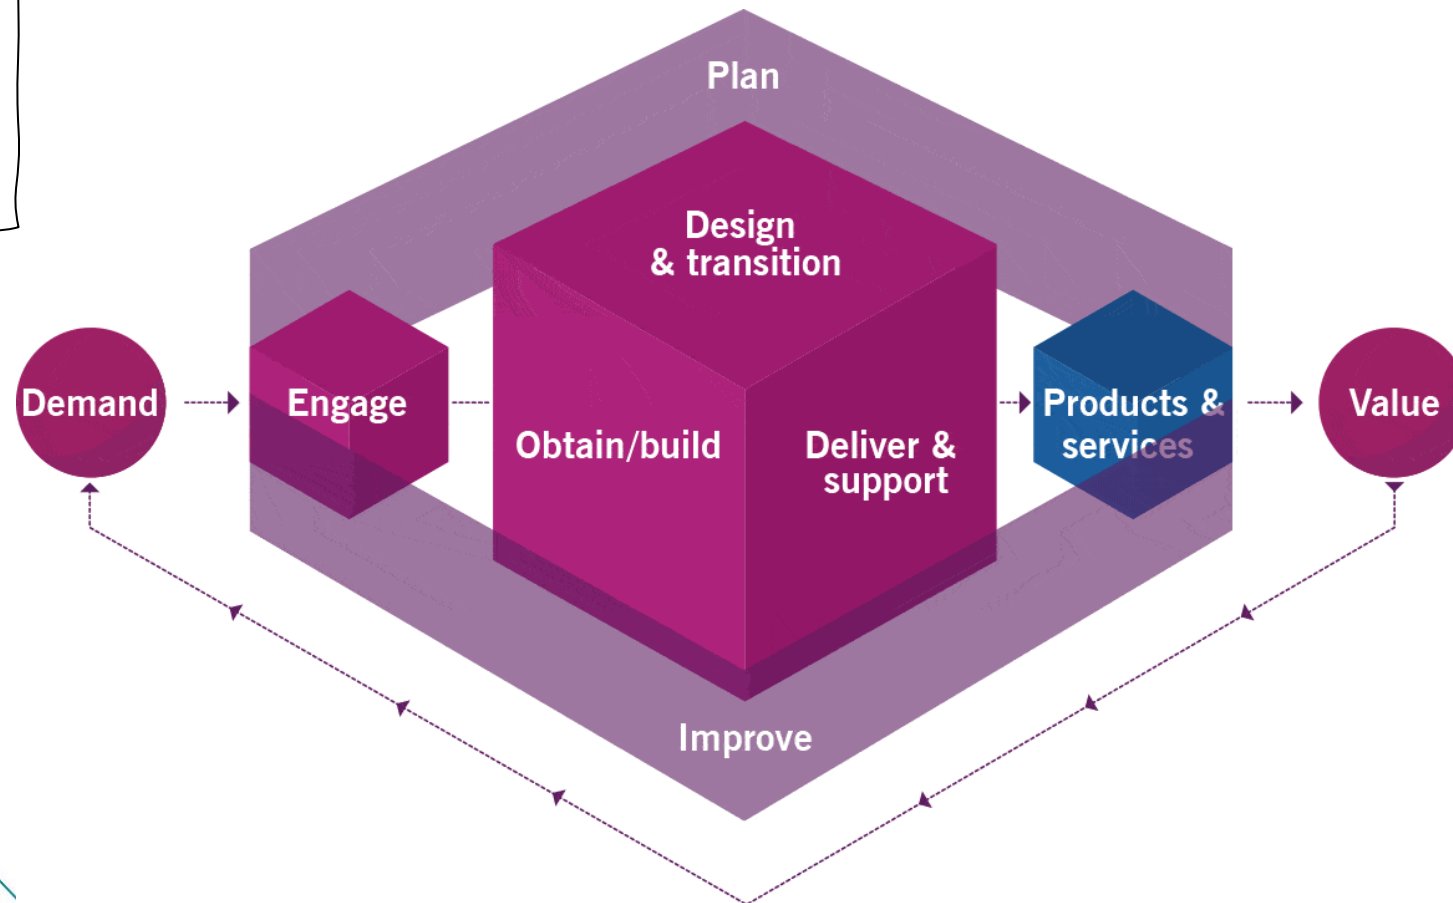 Plan
Design
& transition
Demand
Engage
Obtain/build
Deliver &
support
Products &
services
Value
Improve